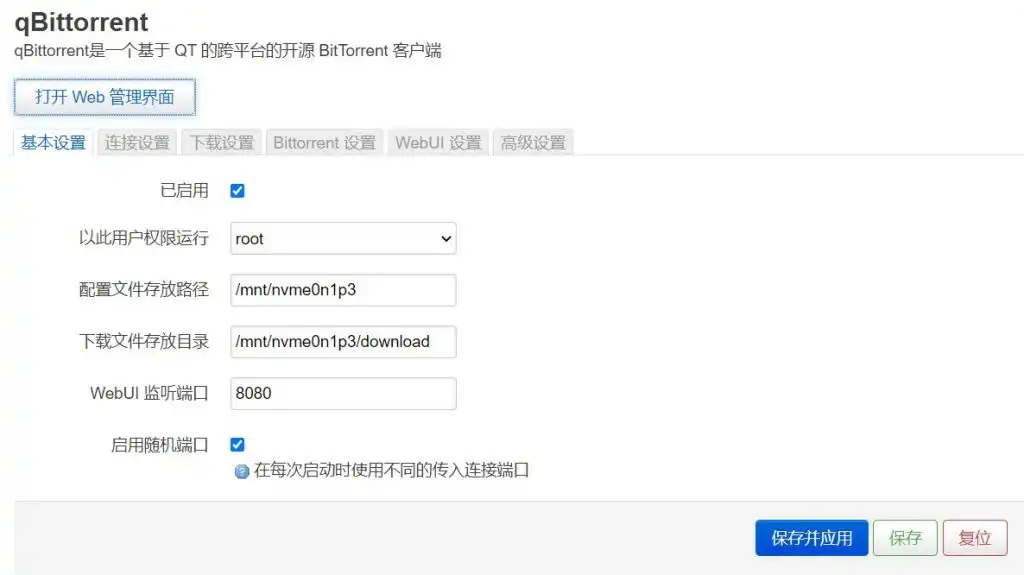 qBittorrent
qBittorrent是一个基于 QT 的跨平台的开源 BitTorrent 客户端
打开 Web 管理界面
基本设置 连接设置 下载设置 Bittorrent 设置 WebUI 设置 高级设置
已启用
以此用户权限运行 root
配置文件存放路径 /mnt/nvme0n1p3
下载文件存放目录 /mnt/nvme0n1p3/download
WebUI 监听端口 8080
启用随机端口
在每次启动时使用不同的传入连接端口
保存并应用 保存 复位